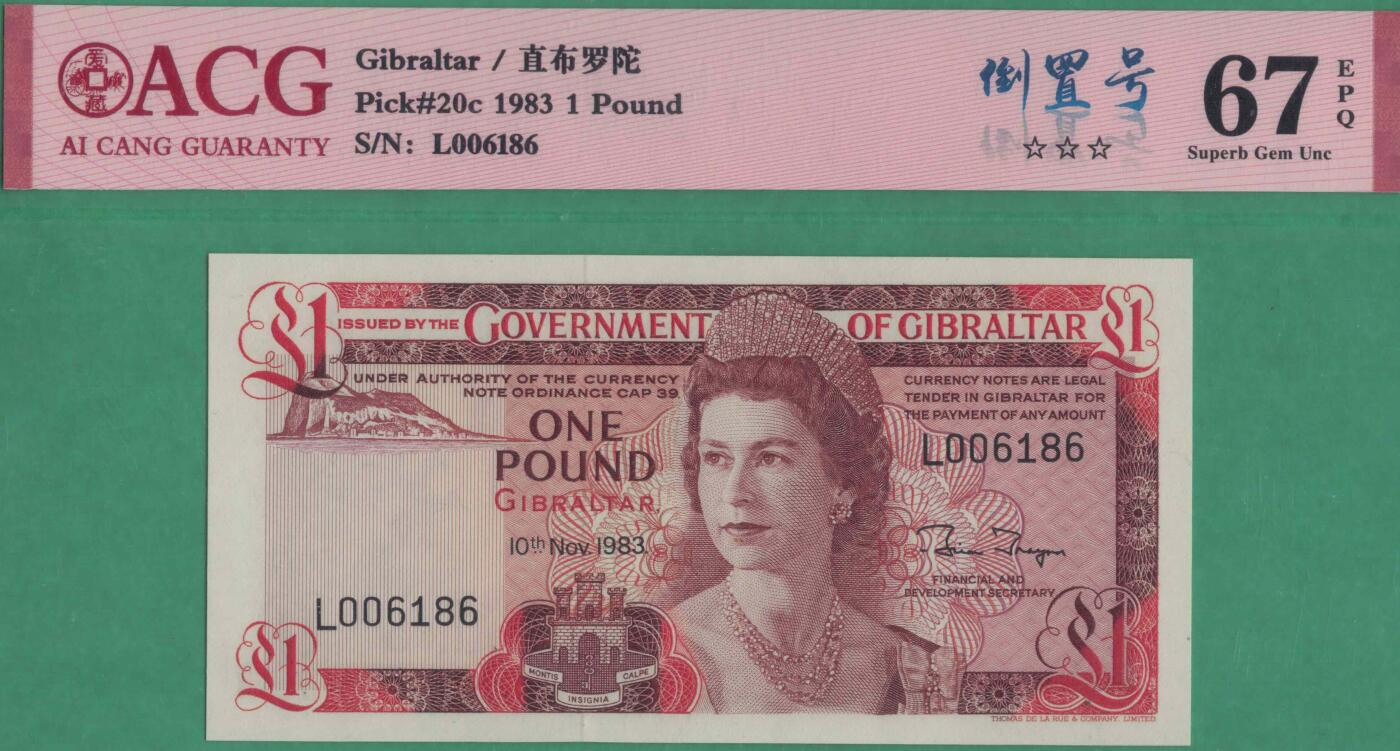 爱藏
ACG
AI CANG GUARANTY
Gibraltar / 直布罗陀
Pick#20c 1983 1 Pound
S/N: L006186
倒置号
☆☆☆
67
EPQ
Superb Gem Unc
£1
ISSUED BY THE GOVERNMENT OF GIBRALTAR
£1
UNDER AUTHORITY OF THE CURRENCY
NOTE ORDINANCE CAP 39
CURRENCY NOTES ARE LEGAL
TENDER IN GIBRALTAR FOR
THE PAYMENT OF ANY AMOUNT
ONE
POUND
GIBRALTAR
L006186
10th Nov. 1983
FINANCIAL AND
DEVELOPMENT SECRETARY
L006186
£1
MONTIS
INSIGNIA
CALPE
£1
THOMAS DE LA RUE & COMPANY, LIMITED